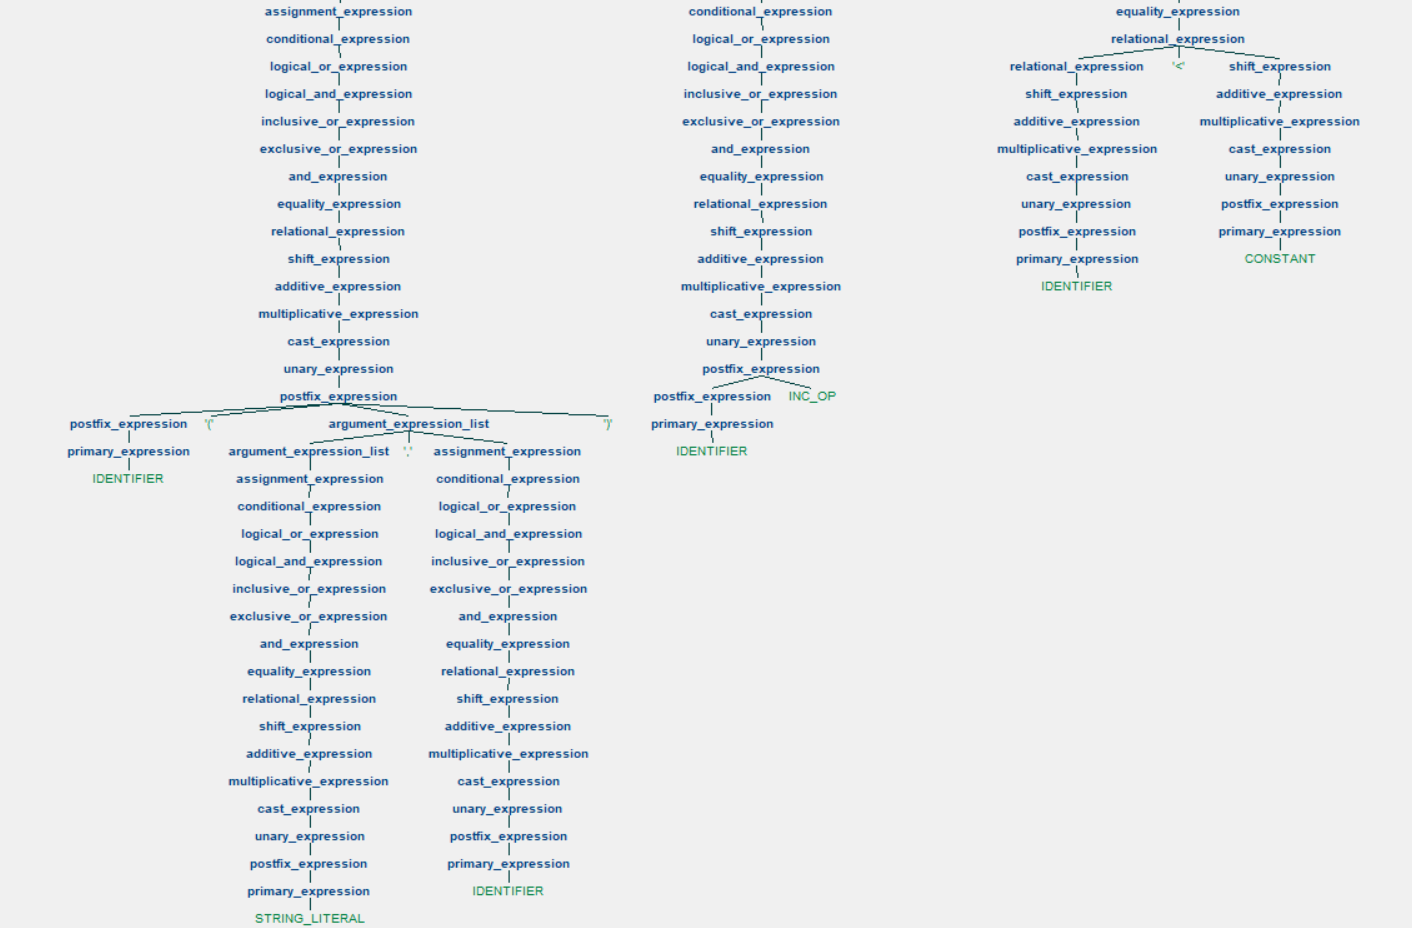 assignment_expression conditional_expression equality_expression
conditional_expression logical_or_expression relational_expression
logical_or_expression logical_and_expression relational_expression '<' shift_expression
logical_and_expression inclusive_or_expression shift_expression additive_expression
inclusive_or_expression exclusive_or_expression additive_expression multiplicative_expression
exclusive_or_expression and_expression multiplicative_expression cast_expression
and_expression equality_expression cast_expression unary_expression
equality_expression relational_expression unary_expression postfix_expression
relational_expression shift_expression postfix_expression primary_expression
shift_expression additive_expression primary_expression CONSTANT
additive_expression multiplicative_expression IDENTIFIER
multiplicative_expression cast_expression
cast_expression unary_expression
unary_expression postfix_expression
postfix_expression postfix_expression INC_OP
postfix_expression '(' argument_expression_list ')' primary_expression
primary_expression argument_expression_list ',' assignment_expression IDENTIFIER
IDENTIFIER assignment_expression conditional_expression
conditional_expression logical_or_expression
logical_or_expression logical_and_expression
logical_and_expression inclusive_or_expression
inclusive_or_expression exclusive_or_expression
exclusive_or_expression and_expression
and_expression equality_expression
equality_expression relational_expression
relational_expression shift_expression
shift_expression additive_expression
additive_expression multiplicative_expression
multiplicative_expression cast_expression
cast_expression unary_expression
unary_expression postfix_expression
postfix_expression primary_expression
primary_expression IDENTIFIER
STRING_LITERAL